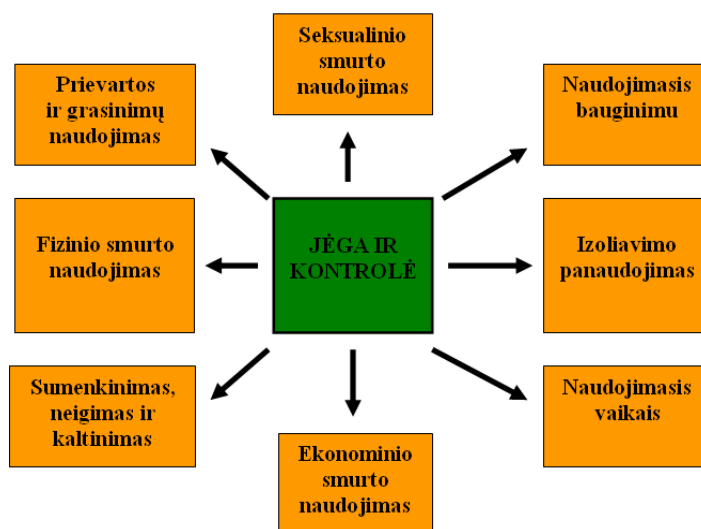 Seksualinio
smurto
naudojimas
Prievartos
ir grasinimų
naudojimas
Naudojimasis
bauginimu
Fizinio smurto
naudojimas
JĖGA IR
KONTROLĖ
Izoliavimo
panaudojimas
Sumenkinimas,
neigimas ir
kaltinimas
Naudojimasis
vaikais
Ekonominio
smurto
naudojimas